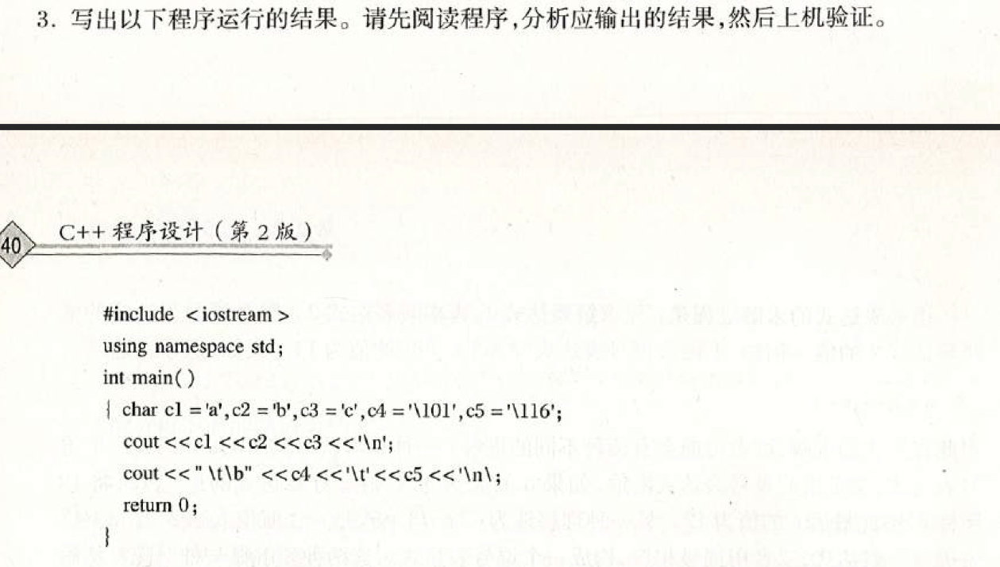 3. 写出以下程序运行的结果。请先阅读程序,分析应输出的结果,然后上机验证。
40
C++ 程序设计(第 2 版)
#include <iostream>
using namespace std;
int main( )
{ char c1 ='a',c2 ='b',c3 ='c',c4 ='\101',c5 ='\116';
cout << c1 << c2 << c3 <<'\n';
cout << " \t\b" << c4 <<'\t'<< c5 <<'\n\;
return 0;
}